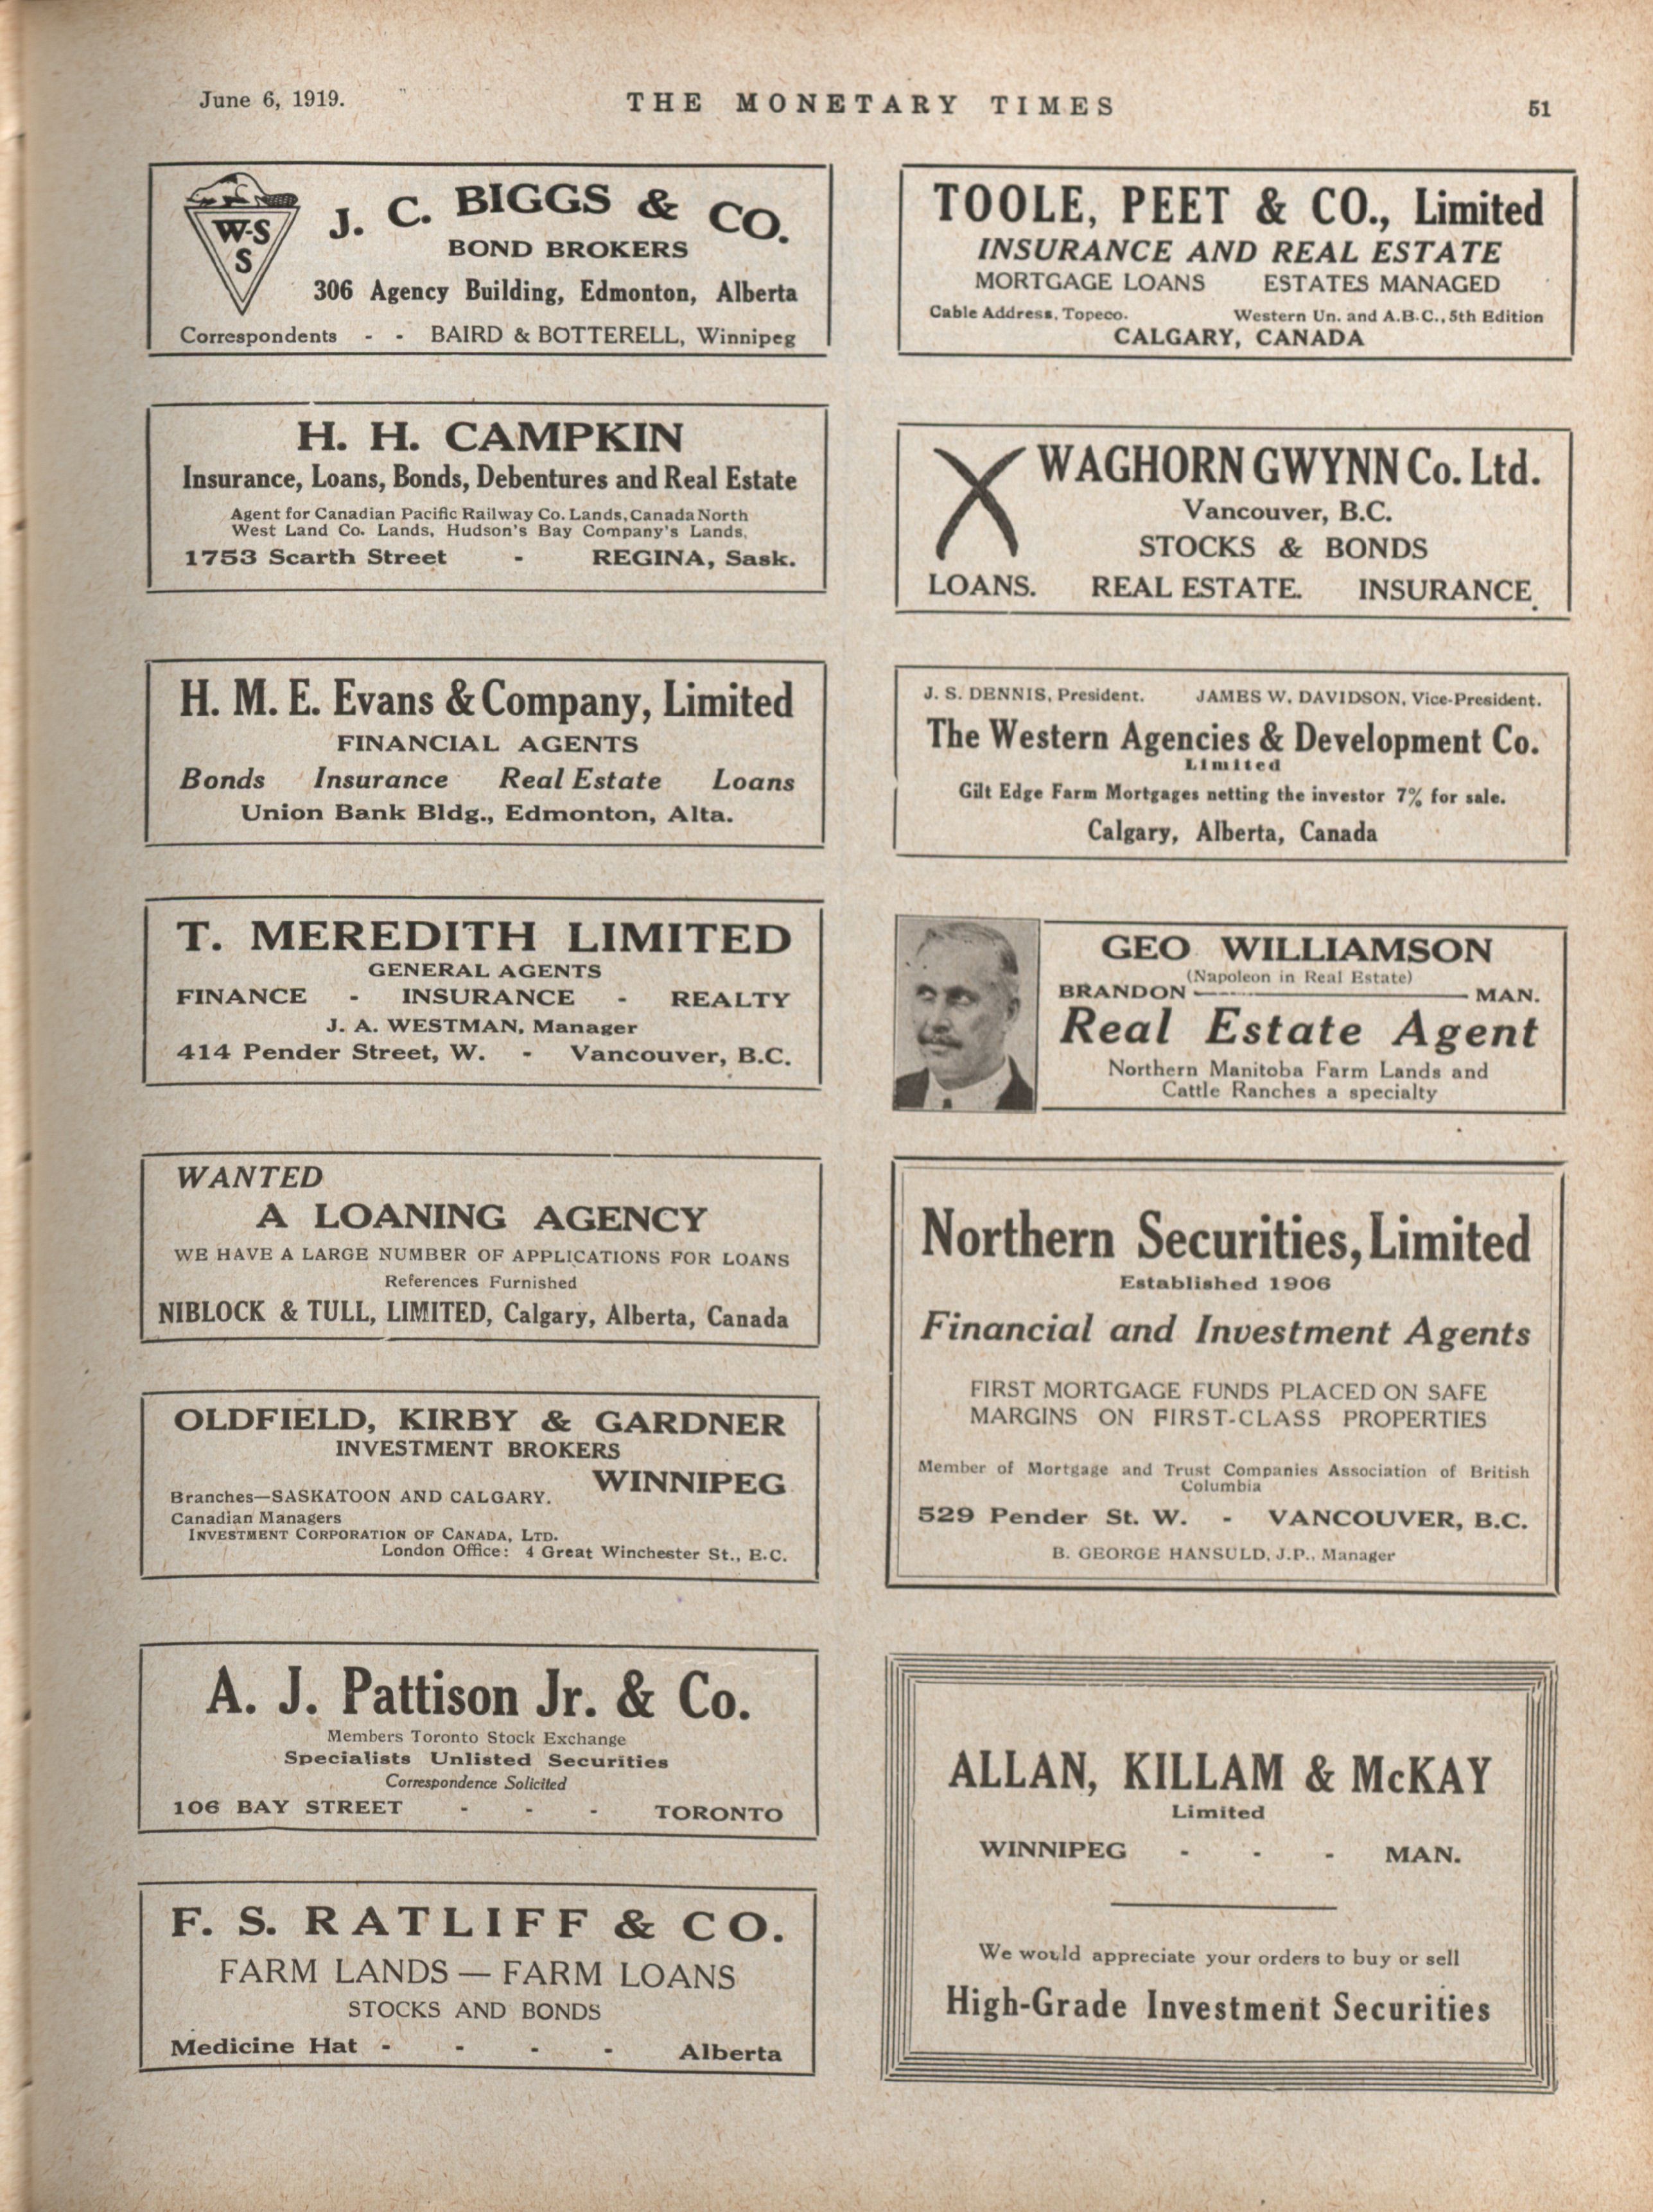 June 6, 1919.
THE MONETARY TIMES
51
W-S
S
J. C. BIGGS & CO.
BOND BROKERS
306 Agency Building, Edmonton, Alberta
Correspondents - - BAIRD & BOTTERELL, Winnipeg
H. H. CAMPKIN
Insurance, Loans, Bonds, Debentures and Real Estate
Agent for Canadian Pacific Railway Co. Lands, Canada North
West Land Co. Lands, Hudson's Bay Company's Lands,
1753 Scarth Street - REGINA, Sask.
H. M. E. Evans & Company, Limited
FINANCIAL AGENTS
Bonds Insurance Real Estate Loans
Union Bank Bldg., Edmonton, Alta.
T. MEREDITH LIMITED
GENERAL AGENTS
FINANCE - INSURANCE - REALTY
J. A. WESTMAN, Manager
414 Pender Street, W. - Vancouver, B.C.
WANTED
A LOANING AGENCY
WE HAVE A LARGE NUMBER OF APPLICATIONS FOR LOANS
References Furnished
NIBLOCK & TULL, LIMITED, Calgary, Alberta, Canada
OLDFIELD, KIRBY & GARDNER
INVESTMENT BROKERS
WINNIPEG
Branches—SASKATOON AND CALGARY.
Canadian Managers
INVESTMENT CORPORATION OF CANADA, LTD.
London Office: 4 Great Winchester St., E.C.
A. J. Pattison Jr. & Co.
Members Toronto Stock Exchange
Specialists Unlisted Securities
Correspondence Solicited
106 BAY STREET - - - TORONTO
F. S. RATLIFF & CO.
FARM LANDS — FARM LOANS
STOCKS AND BONDS
Medicine Hat - - - - Alberta
TOOLE, PEET & CO., Limited
INSURANCE AND REAL ESTATE
MORTGAGE LOANS ESTATES MANAGED
Cable Address, Topeco. Western Un. and A.B.C., 5th Edition
CALGARY, CANADA
WAGHORN GWYNN Co. Ltd.
Vancouver, B.C.
STOCKS & BONDS
LOANS. REAL ESTATE. INSURANCE.
J. S. DENNIS, President. JAMES W. DAVIDSON, Vice-President.
The Western Agencies & Development Co.
Limited
Gilt Edge Farm Mortgages netting the investor 7% for sale.
Calgary, Alberta, Canada
GEO WILLIAMSON
(Napoleon in Real Estate)
BRANDON — MAN.
Real Estate Agent
Northern Manitoba Farm Lands and
Cattle Ranches a specialty
Northern Securities, Limited
Established 1906
Financial and Investment Agents
FIRST MORTGAGE FUNDS PLACED ON SAFE
MARGINS ON FIRST-CLASS PROPERTIES
Member of Mortgage and Trust Companies Association of British
Columbia
529 Pender St. W. - VANCOUVER, B.C.
B. GEORGE HANSULD, J.P., Manager
ALLAN, KILLAM & McKAY
Limited
WINNIPEG - - - MAN.
We would appreciate your orders to buy or sell
High-Grade Investment Securities